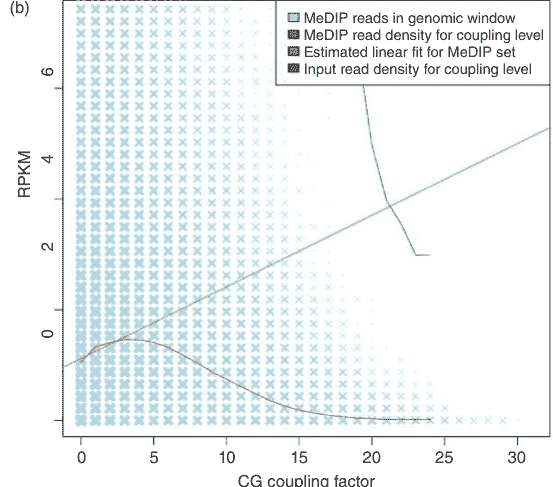 (b)
MeDIP reads in genomic window
MeDIP read density for coupling level
Estimated linear fit for MeDIP set
Input read density for coupling level
6
4
2
0
RPKM
0 5 10 15 20 25 30
CG coupling factor